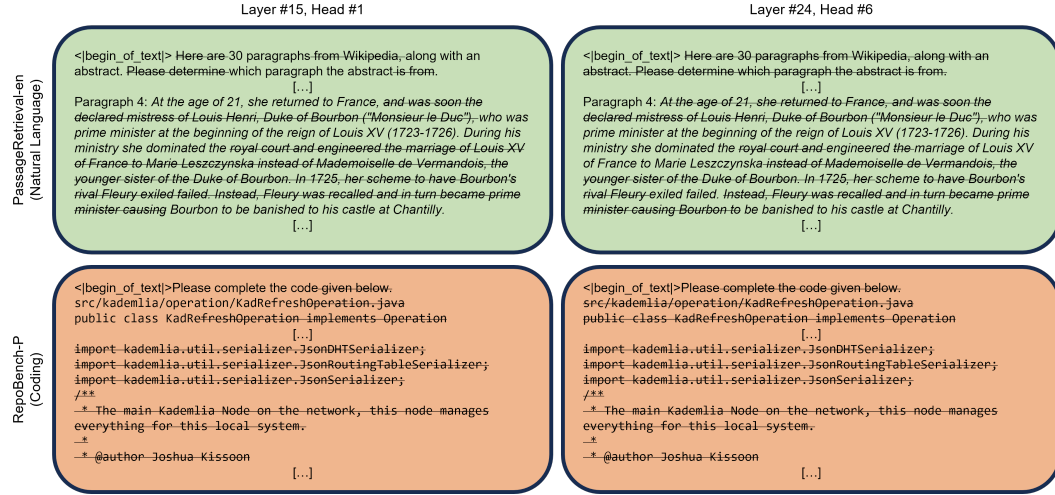 Layer #15, Head #1
Layer #24, Head #6
PassageRetrieval-en
(Natural Language)
<|begin_of_text|> Here are 30 paragraphs from Wikipedia, along with an
abstract. Please determine which paragraph the abstract is from.
[…]
Paragraph 4: At the age of 21, she returned to France, and was soon the
declared mistress of Louis Henri, Duke of Bourbon ("Monsieur le Duc"), who was
prime minister at the beginning of the reign of Louis XV (1723-1726). During his
ministry she dominated the royal court and engineered the marriage of Louis XV
of France to Marie Leszczynska instead of Mademoiselle de Vermandois, the
younger sister of the Duke of Bourbon. In 1725, her scheme to have Bourbon's
rival Fleury exiled failed. Instead, Fleury was recalled and in turn became prime
minister causing Bourbon to be banished to his castle at Chantilly.
[…]
<|begin_of_text|> Here are 30 paragraphs from Wikipedia, along with an
abstract. Please determine which paragraph the abstract is from.
[…]
Paragraph 4: At the age of 21, she returned to France, and was soon the
declared mistress of Louis Henri, Duke of Bourbon ("Monsieur le Duc"), who was
prime minister at the beginning of the reign of Louis XV (1723-1726). During his
ministry she dominated the royal court and engineered the marriage of Louis XV
of France to Marie Leszczynska instead of Mademoiselle de Vermandois, the
younger sister of the Duke of Bourbon. In 1725, her scheme to have Bourbon's
rival Fleury exiled failed. Instead, Fleury was recalled and in turn became prime
minister causing Bourbon to be banished to his castle at Chantilly.
[…]
RepoBench-P
(Coding)
<|begin_of_text|>Please complete the code given below.
src/kademlia/operation/KadRefreshOperation.java
public class KadRefreshOperation implements Operation
[…]
import kademlia.util.serializer.JsonDHTSerializer;
import kademlia.util.serializer.JsonRoutingTableSerializer;
import kademlia.util.serializer.JsonSerializer;
/**
* The main Kademlia Node on the network, this node manages
everything for this local system.
*
* @author Joshua Kissoon
[…]
<|begin_of_text|>Please complete the code given below.
src/kademlia/operation/KadRefreshOperation.java
public class KadRefreshOperation implements Operation
[…]
import kademlia.util.serializer.JsonDHTSerializer;
import kademlia.util.serializer.JsonRoutingTableSerializer;
import kademlia.util.serializer.JsonSerializer;
/**
* The main Kademlia Node on the network, this node manages
everything for this local system.
*
* @author Joshua Kissoon
[…]